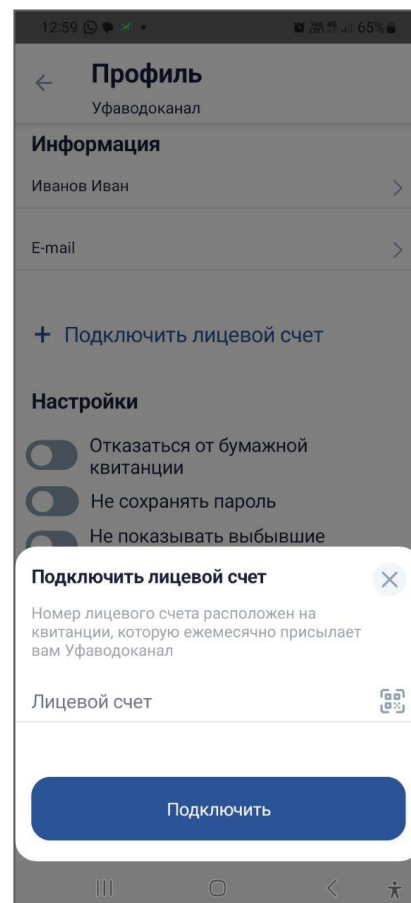 12:59
65%
Профиль
Уфаводоканал
Информация
Иванов Иван
E-mail
+ Подключить лицевой счет
Настройки
Отказаться от бумажной
квитанции
Не сохранять пароль
Не показывать выбывшие
Подключить лицевой счет
Номер лицевого счета расположен на
квитанции, которую ежемесячно присылает
вам Уфаводоканал
Лицевой счет
Подключить